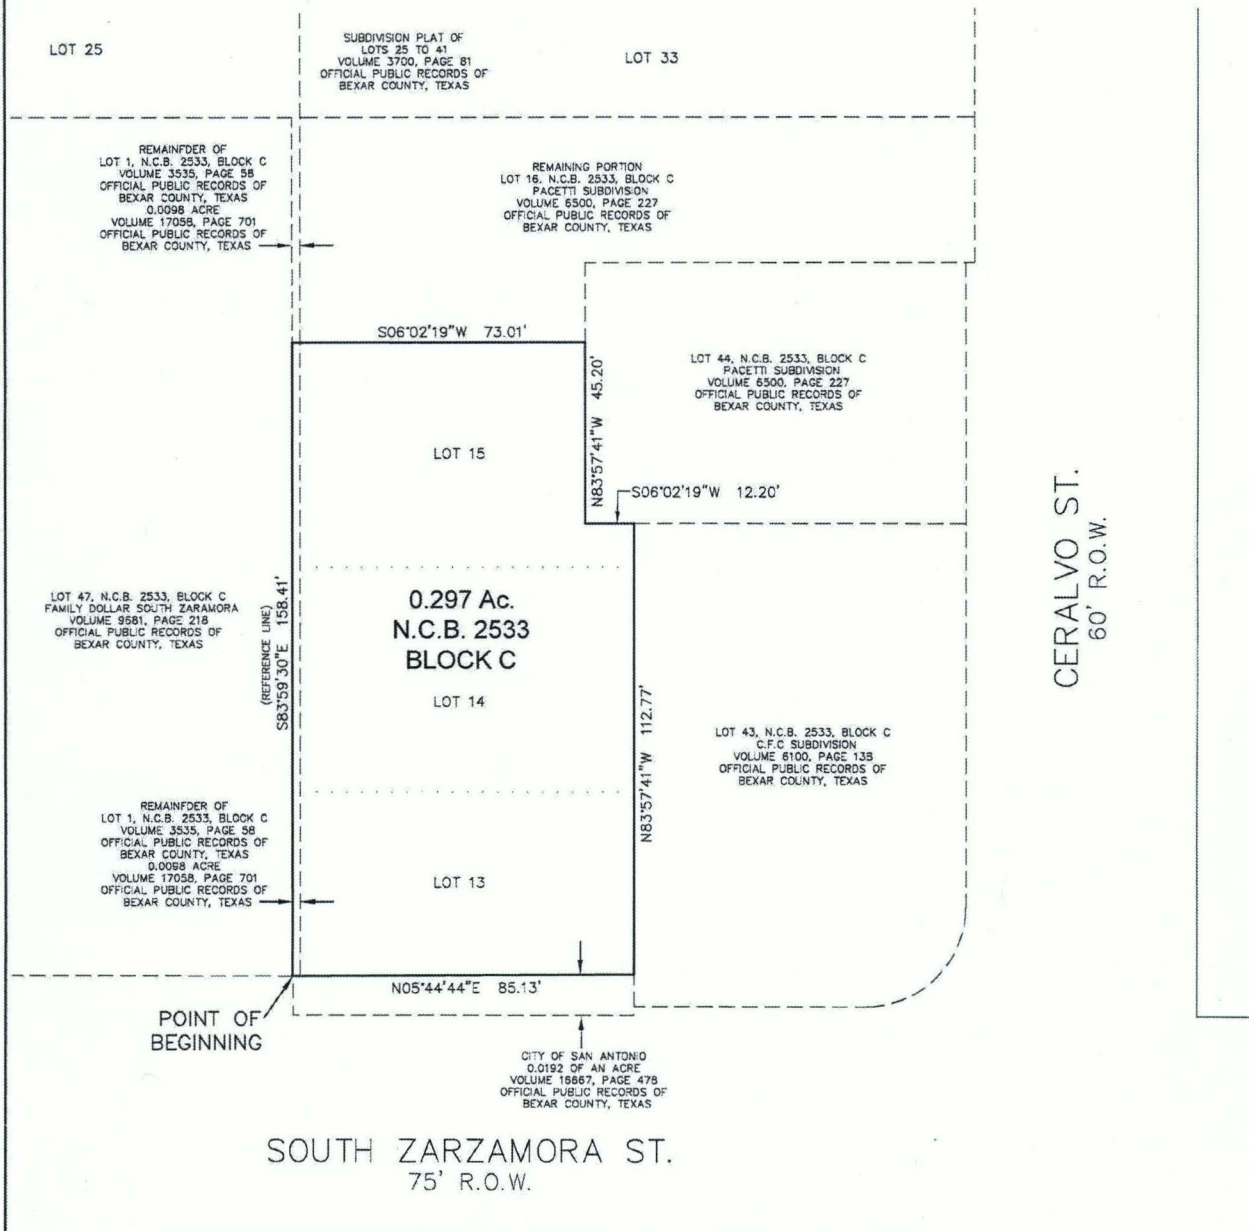 LOT 25
SUBDIVISION PLAT OF
LOTS 25 TO 41
VOLUME 3700, PAGE 81
OFFICIAL PUBLIC RECORDS OF
BEXAR COUNTY, TEXAS
LOT 33
REMAINFDER OF
LOT 1, N.C.B. 2533, BLOCK C
VOLUME 3535, PAGE 58
OFFICIAL PUBLIC RECORDS OF
BEXAR COUNTY, TEXAS
0.0098 ACRE
VOLUME 17058, PAGE 701
OFFICIAL PUBLIC RECORDS OF
BEXAR COUNTY, TEXAS
REMAINING PORTION
LOT 16, N.C.B. 2533, BLOCK C
PACETTI SUBDIVISION
VOLUME 6500, PAGE 227
OFFICIAL PUBLIC RECORDS OF
BEXAR COUNTY, TEXAS
S06°02'19"W 73.01'
N83°57'41"W 45.20'
LOT 44, N.C.B. 2533, BLOCK C
PACETTI SUBDIVISION
VOLUME 6500, PAGE 227
OFFICIAL PUBLIC RECORDS OF
BEXAR COUNTY, TEXAS
LOT 15
S06°02'19"W 12.20'
CERALVO ST.
60' R.O.W.
LOT 47, N.C.B. 2533, BLOCK C
FAMILY DOLLAR SOUTH ZARAMORA
VOLUME 9581, PAGE 218
OFFICIAL PUBLIC RECORDS OF
BEXAR COUNTY, TEXAS
(REFERENCE LINE)
S83°59'30"E 158.41'
0.297 Ac.
N.C.B. 2533
BLOCK C
LOT 14
N83°57'41"W 112.77'
LOT 43, N.C.B. 2533, BLOCK C
C.F.C SUBDIVISION
VOLUME 6100, PAGE 138
OFFICIAL PUBLIC RECORDS OF
BEXAR COUNTY, TEXAS
REMAINFDER OF
LOT 1, N.C.B. 2533, BLOCK C
VOLUME 3535, PAGE 58
OFFICIAL PUBLIC RECORDS OF
BEXAR COUNTY, TEXAS
0.0098 ACRE
VOLUME 17058, PAGE 701
OFFICIAL PUBLIC RECORDS OF
BEXAR COUNTY, TEXAS
LOT 13
N05°44'44"E 85.13'
POINT OF
BEGINNING
CITY OF SAN ANTONIO
0.0192 OF AN ACRE
VOLUME 16667, PAGE 478
OFFICIAL PUBLIC RECORDS OF
BEXAR COUNTY, TEXAS
SOUTH ZARZAMORA ST.
75' R.O.W.